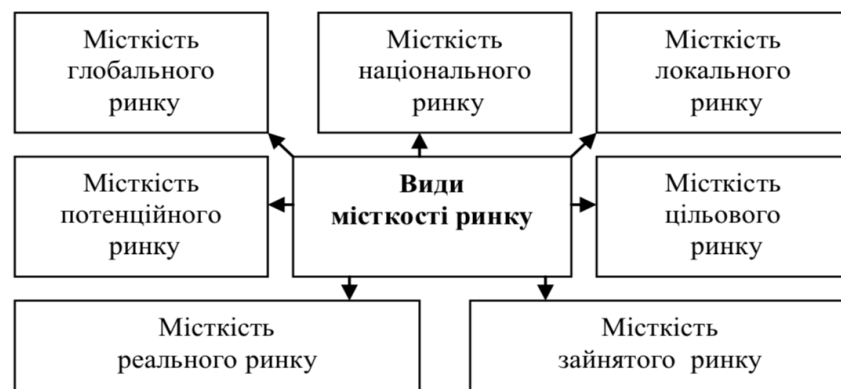 Місткість
глобального
ринку
Місткість
національного
ринку
Місткість
локального
ринку
Місткість
потенційного
ринку
Види
місткості ринку
Місткість
цільового
ринку
Місткість
реального ринку
Місткість
зайнятого ринку